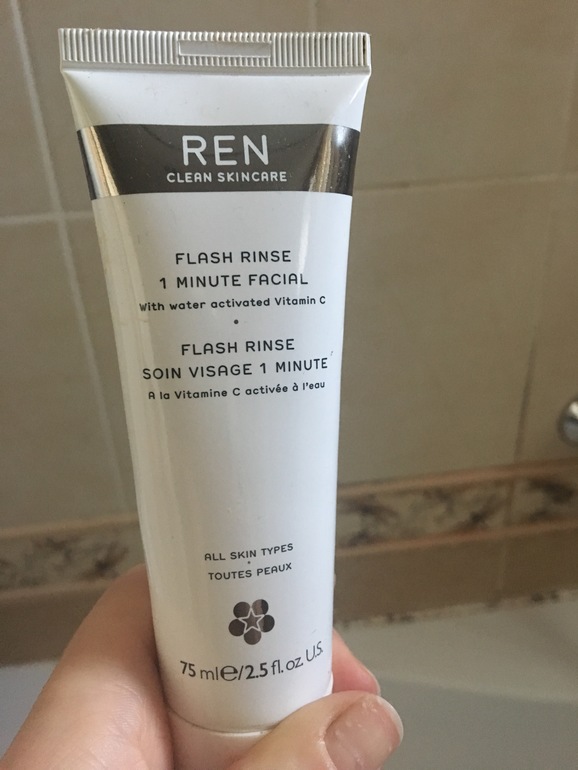 REN
CLEAN SKINCARE
FLASH RINSE
1 MINUTE FACIAL
With water activated Vitamin C
•
FLASH RINSE
SOIN VISAGE 1 MINUTE
A la Vitamine C activée à l'eau
ALL SKIN TYPES
•
TOUTES PEAUX
75 ml℮/2.5 fl. oz. U.S.